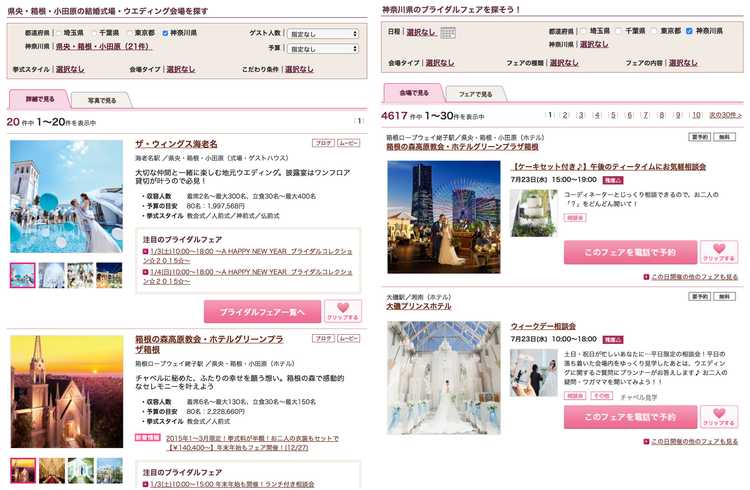 県央・箱根・小田原の結婚式場・ウエディング会場を探す
都道府県 | 埼玉県 千葉県 東京都 神奈川県
神奈川県 | 県央・箱根・小田原（21件）
ゲスト人数 | 指定なし
予算 | 指定なし
挙式スタイル | 選択なし 会場タイプ | 選択なし こだわり条件 | 選択なし
詳細で見る 写真で見る
20 件中 1〜20件を表示中 | 1 |
ザ・ウィングス海老名
ブログ ムービー
海老名駅 ／県央・箱根・小田原（式場・ゲストハウス）
大切な仲間と一緒に楽しむ地元ウエディング。披露宴はワンフロア
貸切が叶うので必見！
・収容人数 着席2名〜最大300名、立食30名〜最大400名
・予算の目安 80名：1,997,568円
・挙式スタイル 教会式／人前式／神前式／仏前式
注目のブライダルフェア
1/3(土)10:00〜18:00 〜A HAPPY NEW YEAR ブライダルコレクショ
ン☆２０１５☆〜
1/4(日)10:00〜18:00 〜A HAPPY NEW YEAR ブライダルコレクショ
ン☆２０１５☆〜
ブライダルフェア一覧へ
クリップする
箱根の森高原教会・ホテルグリーンプラ
ザ箱根
ブログ ムービー
箱根ロープウェイ姥子駅 ／県央・箱根・小田原（ホテル）
チャペルに秘めた、ふたりの幸せを願う想い。箱根の森で感動的
なセレモニーを叶えよう
・収容人数 着席6名〜最大130名、立食30名〜最大150名
・予算の目安 80名：2,228,660円
・挙式スタイル 教会式／人前式
新着情報 2015年1〜3月限定！挙式料が半額！お二人の衣裳もセットで
【￥140,400〜】年末年始もフェア開催！(12/27)
注目のブライダルフェア
1/3(土)10:00〜15:00 年末年始も開催！ランチ付き相談会
神奈川県のブライダルフェアを探そう！
日程 | 選択なし
都道府県 | 埼玉県 千葉県 東京都 神奈川県
神奈川県 | 選択なし
会場タイプ | 選択なし フェアの種類 | 選択なし フェアの内容 | 選択なし
会場で見る フェアで見る
4617 件中 1〜30件を表示中 | 1 | 2 | 3 | 4 | 5 | 6 | 7 | 8 | 9 | 10 | 次の30件>
箱根ロープウェイ姥子駅／県央・箱根・小田原（ホテル）
要予約 無料
箱根の森高原教会・ホテルグリーンプラザ箱根
【ケーキセット付き♪】午後のティータイムにお気軽相談会
7月23日(水) 15:00〜19:00 残席△
コーディネーターとじっくり相談できるので、お二人の
「？」をどんどん聞いて！
相談会
このフェアを電話で予約
クリップする
この日開催の他のフェアも見る
大磯駅／湘南（ホテル）
要予約 無料
大磯プリンスホテル
ウィークデー相談会
7月23日(水) 10:00〜18:00 残席△
土日・祝日が忙しいあなたに…平日限定の相談会！平日の
落ち着いた会場内をゆっくり見学したあとは、ウエディン
グに関するご質問にプランナーがお答えします♪ お二人の
疑問・ワガママを聞いてみよう！！
相談会 その他 チャペル見学
このフェアを電話で予約
クリップする
この日開催の他のフェアも見る